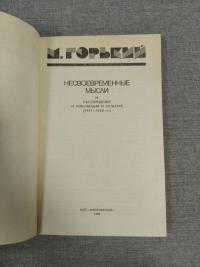 М. ГОРЬКИЙ
НЕСВОЕВРЕМЕННЫЕ
МЫСЛИ
И
РАССУЖДЕНИЯ
О РЕВОЛЮЦИИ И КУЛЬТУРЕ
(1917—1918 гг.)